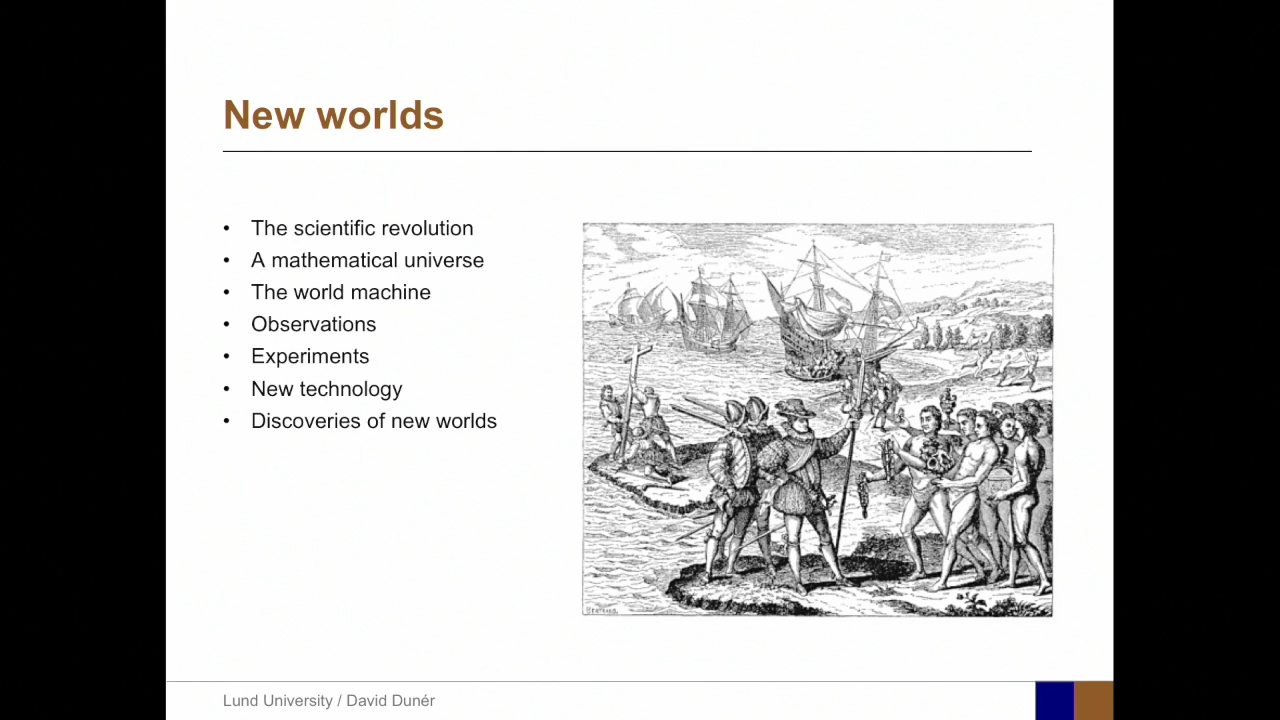 New worlds
• The scientific revolution
• A mathematical universe
• The world machine
• Observations
• Experiments
• New technology
• Discoveries of new worlds
Lund University / David Dunér